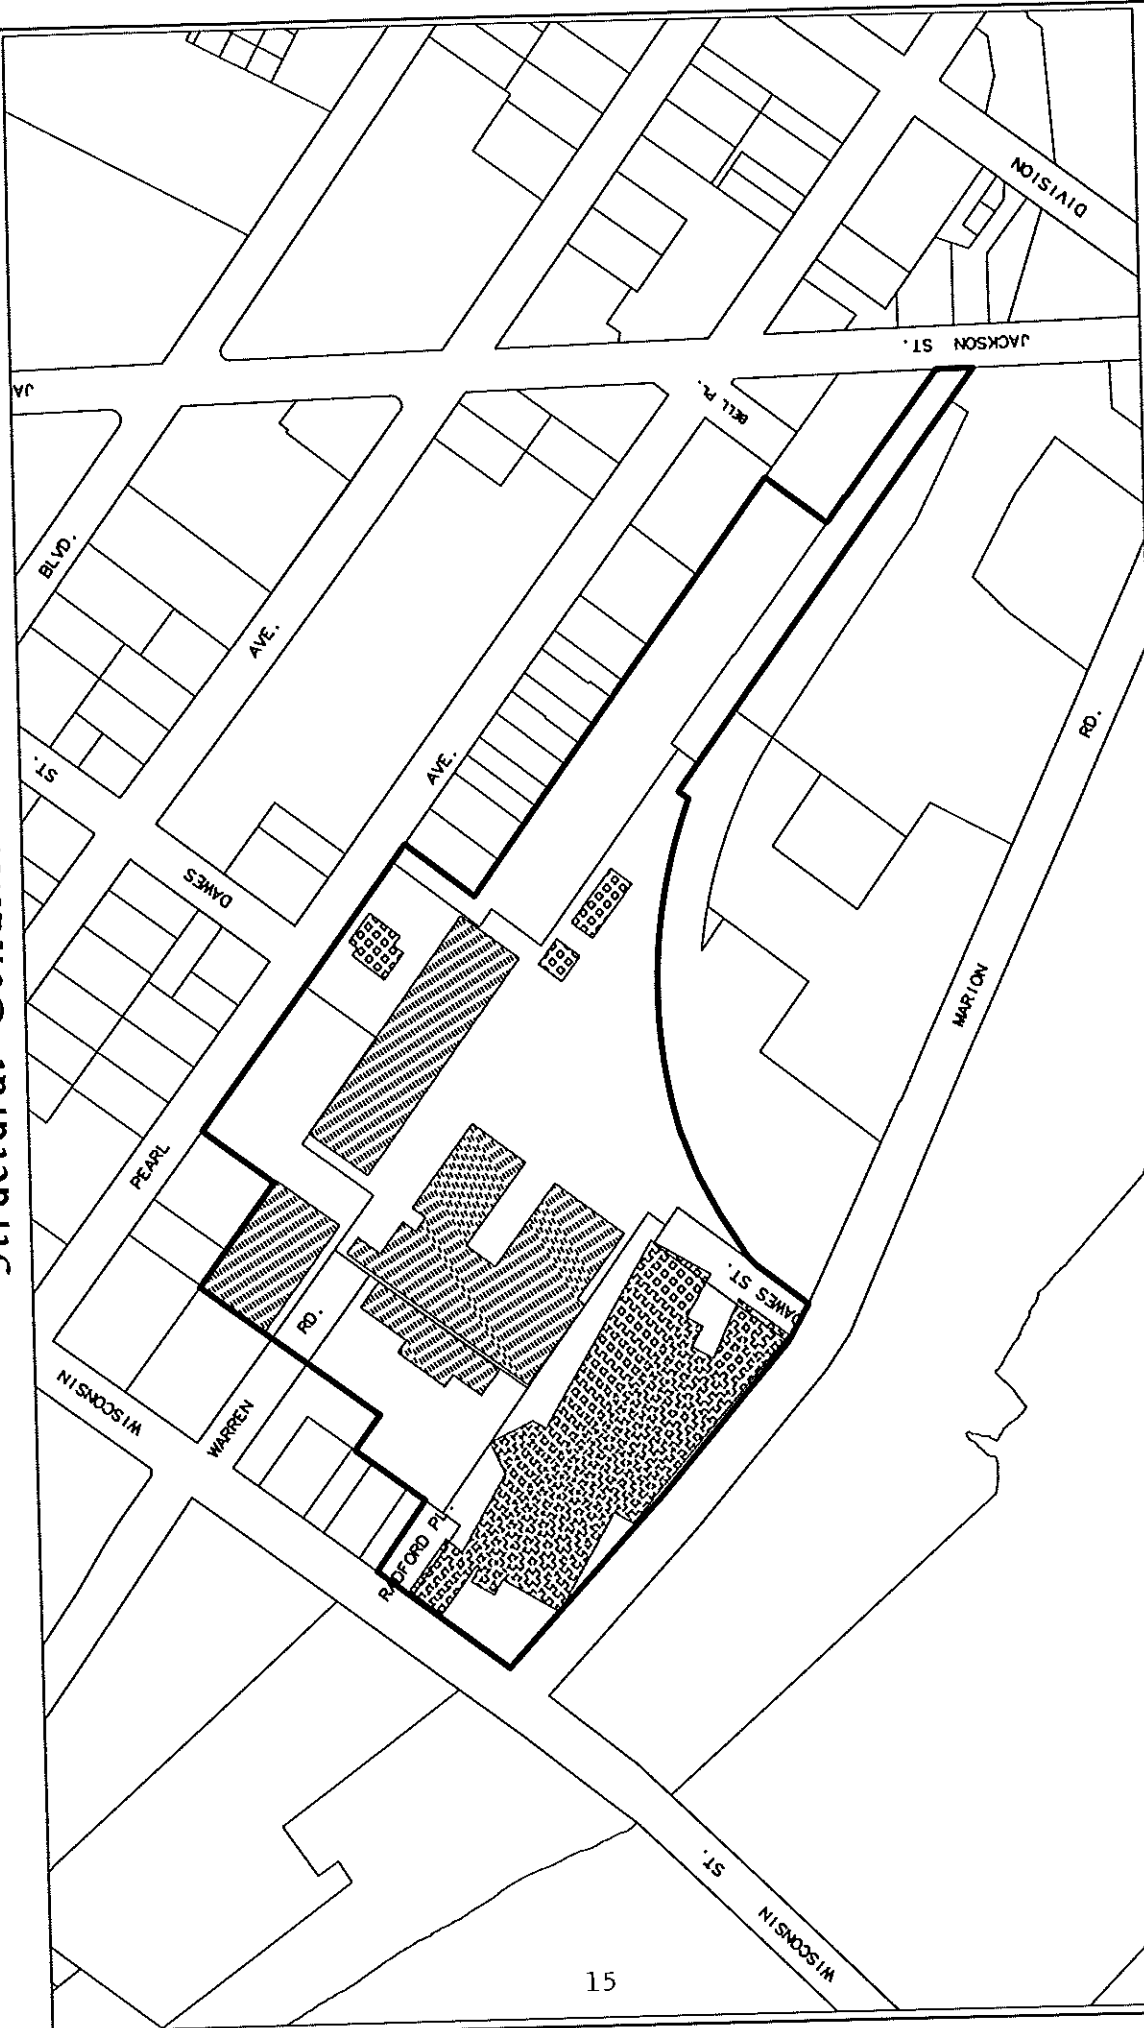 DIVISION
JACKSON ST.
JA
BELL PL.
BLVD.
AVE.
ST.
RD.
AVE.
DAWES
MARION
PEARL
DAWES ST.
RD.
WISCONSIN
WARREN
RADFORD PL.
ST.
WISCONSIN
15